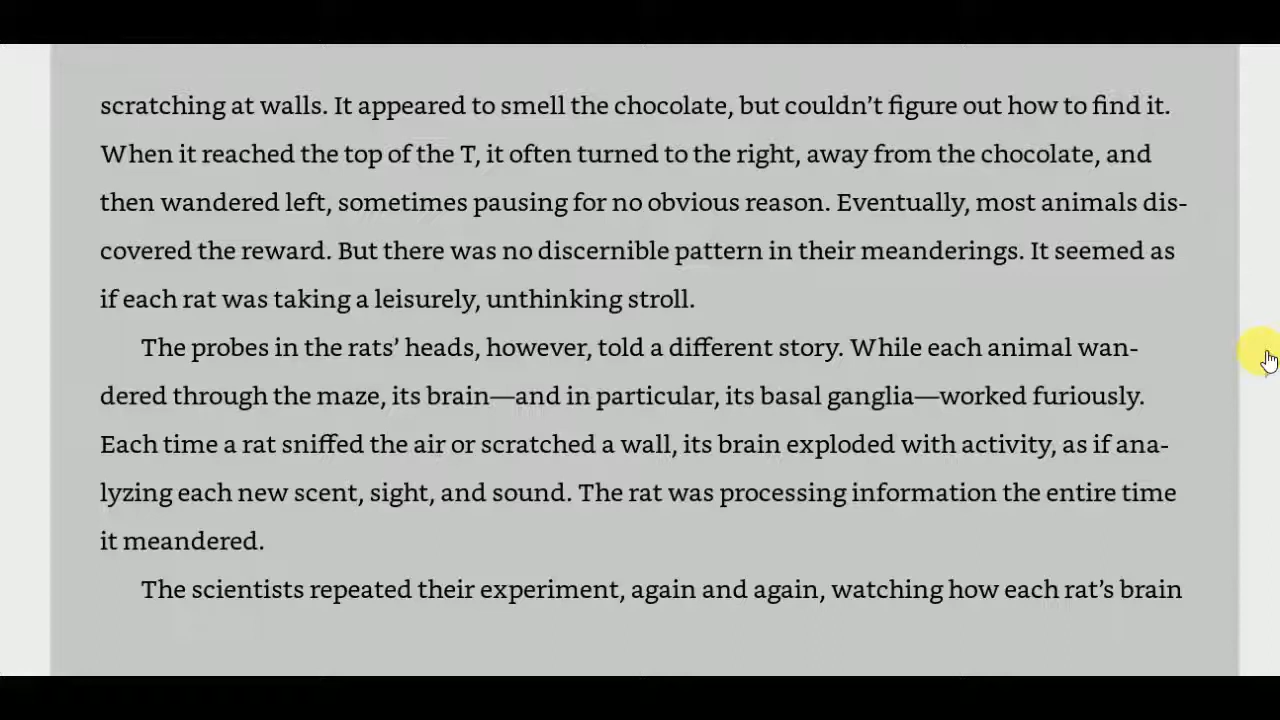 scratching at walls. It appeared to smell the chocolate, but couldn’t figure out how to find it.
When it reached the top of the T, it often turned to the right, away from the chocolate, and
then wandered left, sometimes pausing for no obvious reason. Eventually, most animals dis-
covered the reward. But there was no discernible pattern in their meanderings. It seemed as
if each rat was taking a leisurely, unthinking stroll.
The probes in the rats’ heads, however, told a different story. While each animal wan-
dered through the maze, its brain—and in particular, its basal ganglia—worked furiously.
Each time a rat sniffed the air or scratched a wall, its brain exploded with activity, as if ana-
lyzing each new scent, sight, and sound. The rat was processing information the entire time
it meandered.
The scientists repeated their experiment, again and again, watching how each rat’s brain